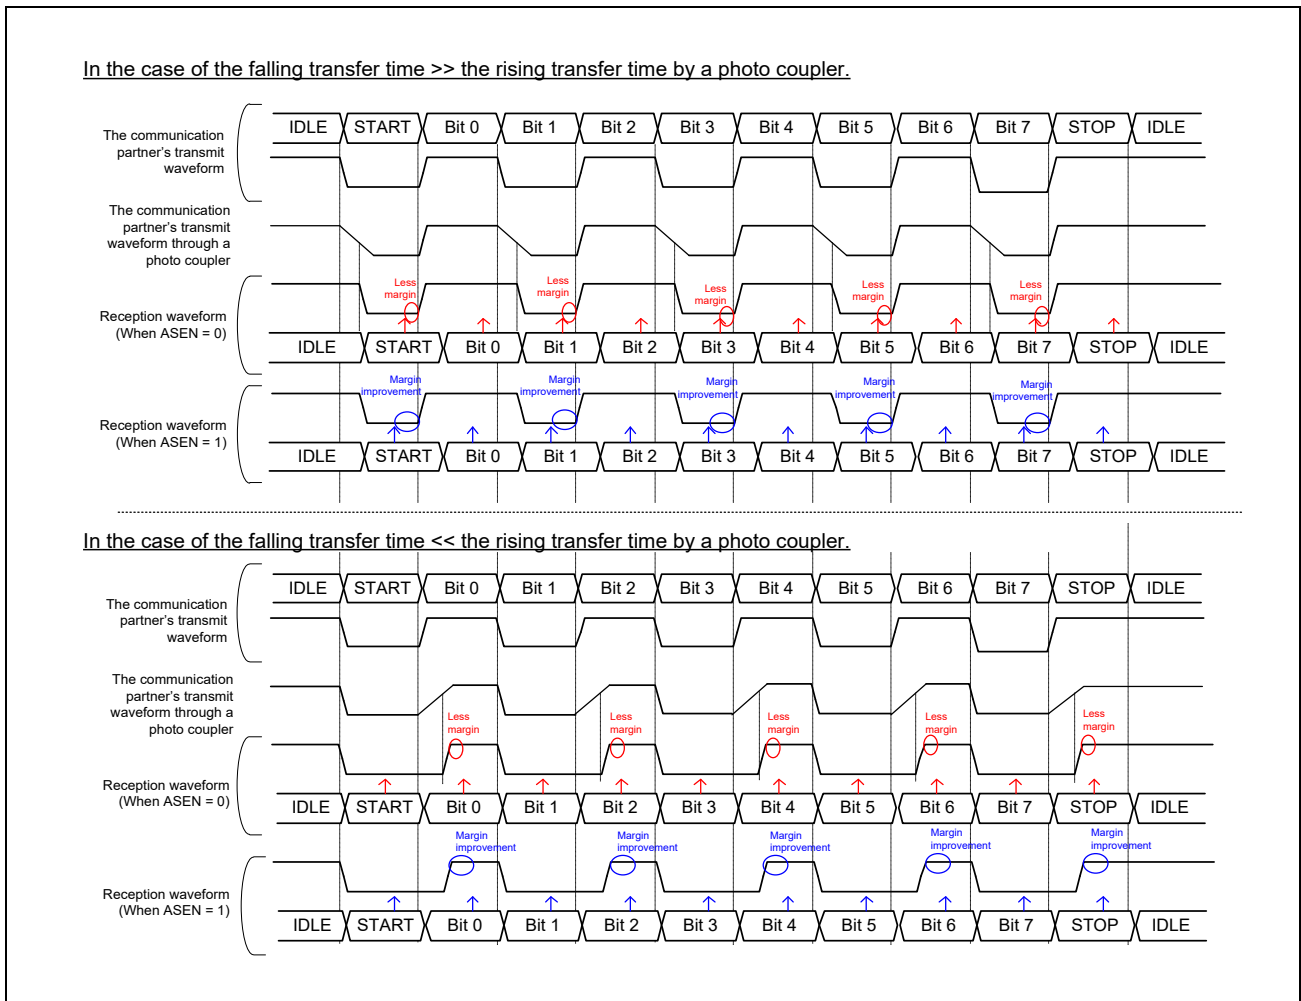 In the case of the falling transfer time >> the rising transfer time by a photo coupler.
The communication
partner's transmit
waveform
IDLE START Bit 0 Bit 1 Bit 2 Bit 3 Bit 4 Bit 5 Bit 6 Bit 7 STOP IDLE
The communication
partner's transmit
waveform through a
photo coupler
Reception waveform
(When ASEN = 0)
Less
margin
Less
margin
Less
margin
Less
margin
Less
margin
IDLE START Bit 0 Bit 1 Bit 2 Bit 3 Bit 4 Bit 5 Bit 6 Bit 7 STOP IDLE
Reception waveform
(When ASEN = 1)
Margin
improvement
Margin
improvement
Margin
improvement
Margin
improvement
Margin
improvement
IDLE START Bit 0 Bit 1 Bit 2 Bit 3 Bit 4 Bit 5 Bit 6 Bit 7 STOP IDLE
In the case of the falling transfer time << the rising transfer time by a photo coupler.
The communication
partner's transmit
waveform
IDLE START Bit 0 Bit 1 Bit 2 Bit 3 Bit 4 Bit 5 Bit 6 Bit 7 STOP IDLE
The communication
partner's transmit
waveform through a
photo coupler
Reception waveform
(When ASEN = 0)
Less
margin
Less
margin
Less
margin
Less
margin
Less
margin
IDLE START Bit 0 Bit 1 Bit 2 Bit 3 Bit 4 Bit 5 Bit 6 Bit 7 STOP IDLE
Reception waveform
(When ASEN = 1)
Margin
improvement
Margin
improvement
Margin
improvement
Margin
improvement
Margin
improvement
IDLE START Bit 0 Bit 1 Bit 2 Bit 3 Bit 4 Bit 5 Bit 6 Bit 7 STOP IDLE